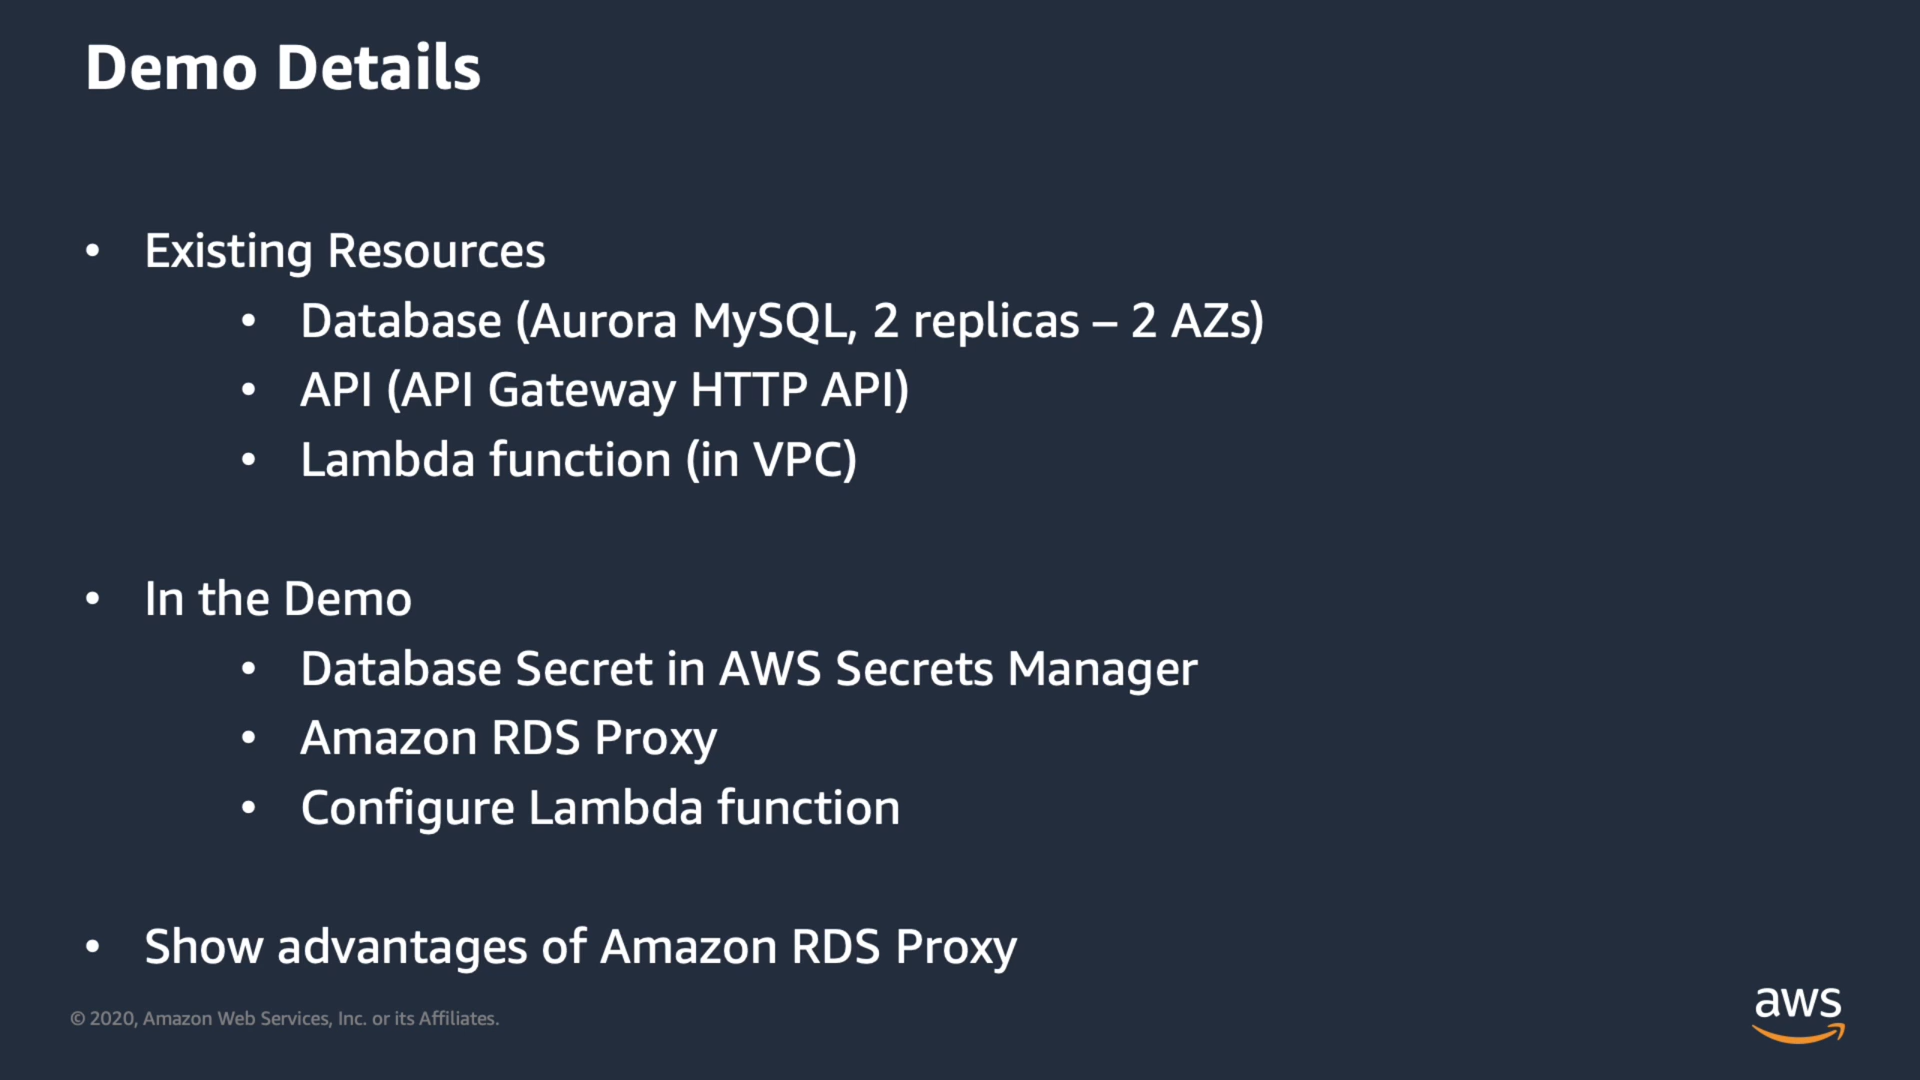 Demo Details
• Existing Resources
• Database (Aurora MySQL, 2 replicas – 2 AZs)
• API (API Gateway HTTP API)
• Lambda function (in VPC)
• In the Demo
• Database Secret in AWS Secrets Manager
• Amazon RDS Proxy
• Configure Lambda function
• Show advantages of Amazon RDS Proxy
© 2020, Amazon Web Services, Inc. or its Affiliates.
aws